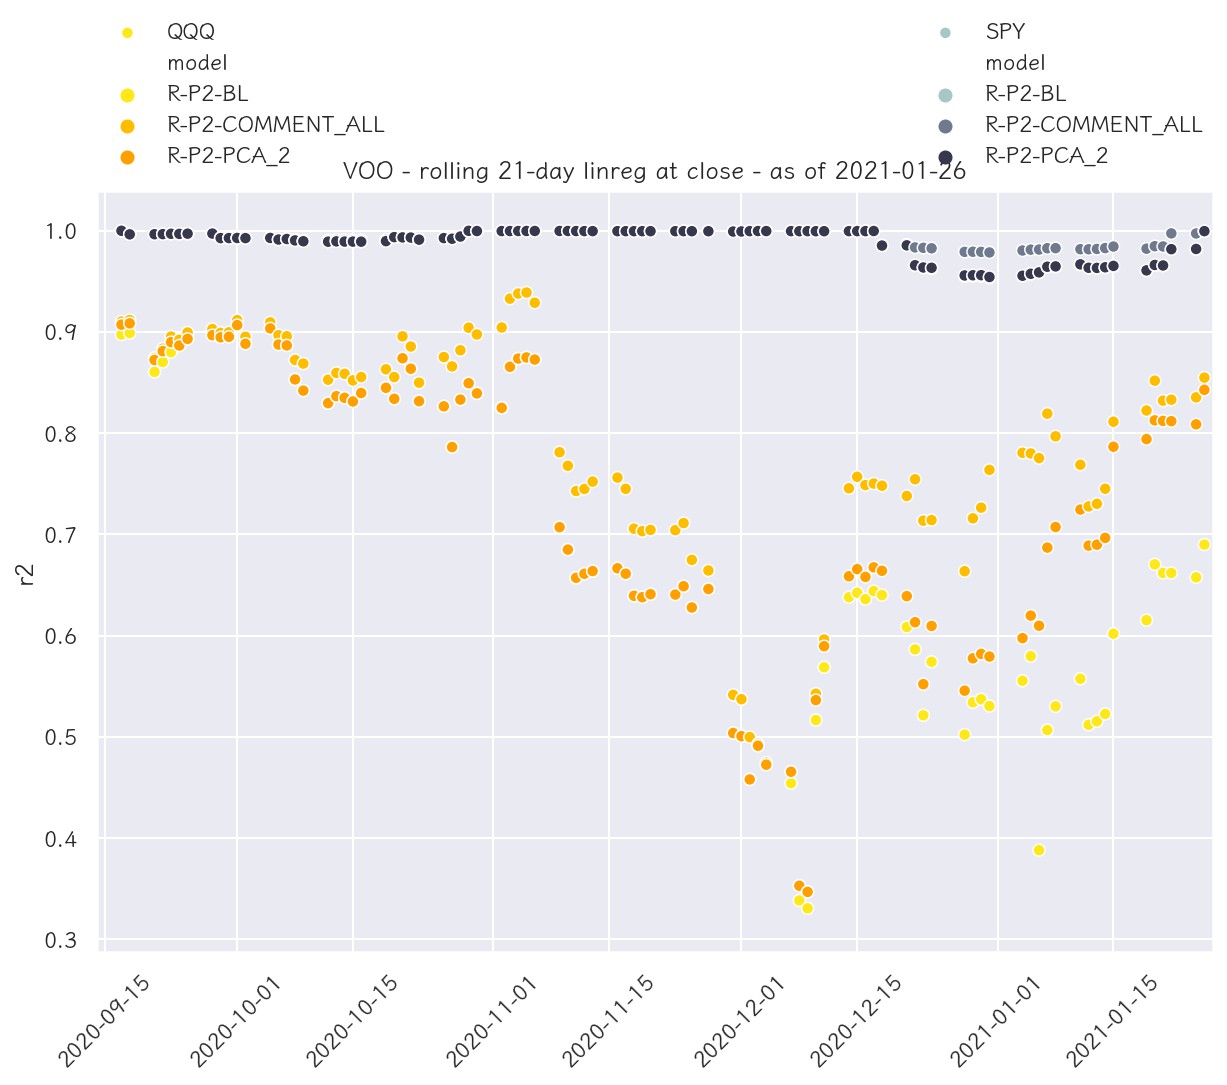 QQQ
model
R-P2-BL
R-P2-COMMENT_ALL
R-P2-PCA_2
SPY
model
R-P2-BL
R-P2-COMMENT_ALL
R-P2-PCA_2
VOO - rolling 21-day linreg at close - as of 2021-01-26
1.0
0.9
0.8
0.7
0.6
0.5
0.4
0.3
r2
2020-09-15
2020-10-01
2020-10-15
2020-11-01
2020-11-15
2020-12-01
2020-12-15
2021-01-01
2021-01-15